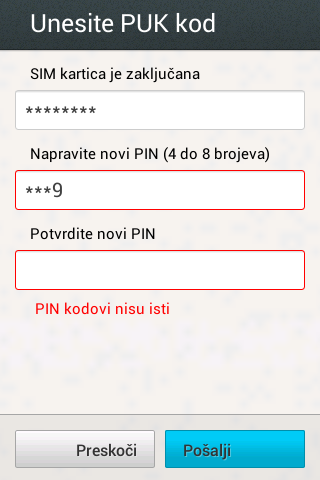 Unesite PUK kod
SIM kartica je zaključana
********
Napravite novi PIN (4 do 8 brojeva)
***9
Potvrdite novi PIN
PIN kodovi nisu isti
Preskoči
Pošalji